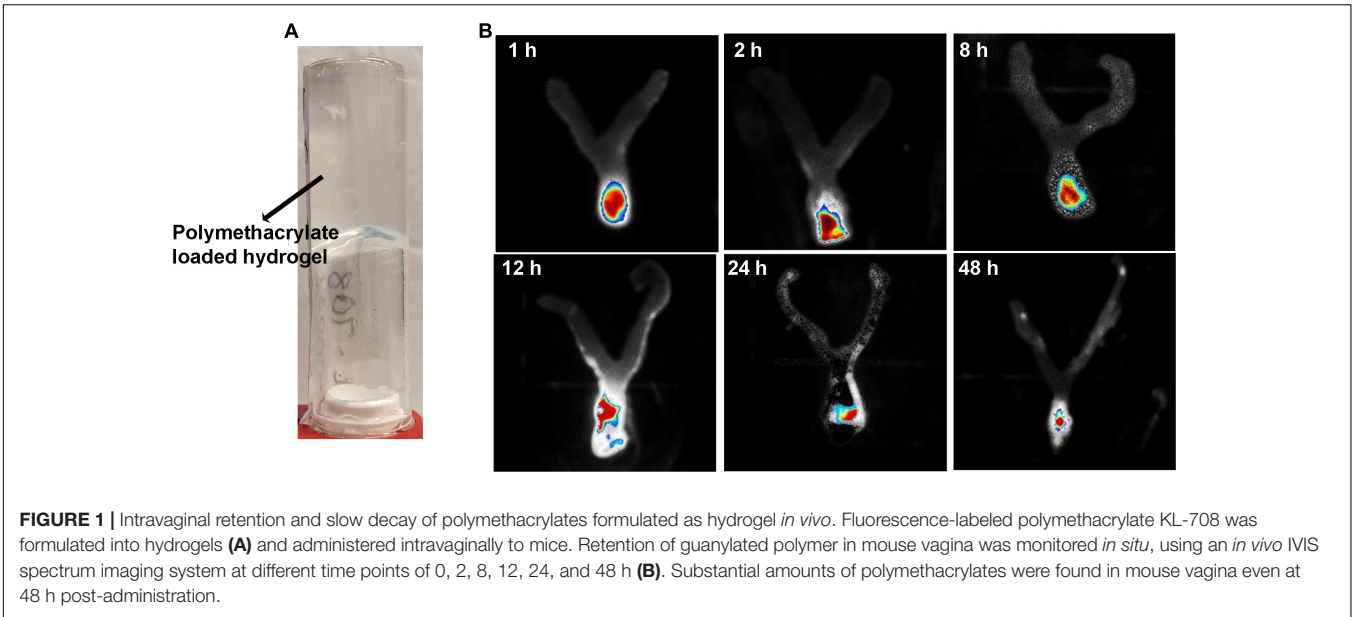 A
B
1 h
2 h
8 h
Polymethacrylate
loaded hydrogel
12 h
24 h
48 h
FIGURE 1 | Intravaginal retention and slow decay of polymethacrylates formulated as hydrogel in vivo. Fluorescence-labeled polymethacrylate KL-708 was
formulated into hydrogels (A) and administered intravaginally to mice. Retention of guanylated polymer in mouse vagina was monitored in situ, using an in vivo IVIS
spectrum imaging system at different time points of 0, 2, 8, 12, 24, and 48 h (B). Substantial amounts of polymethacrylates were found in mouse vagina even at
48 h post-administration.